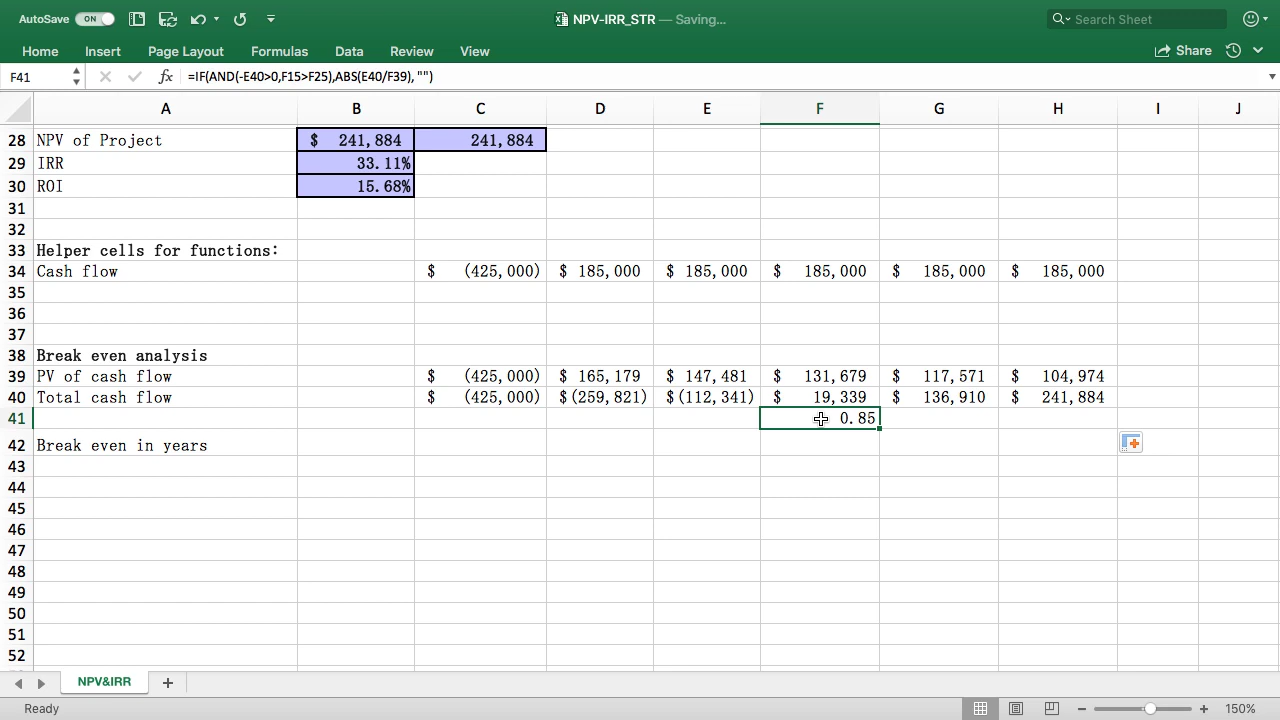 AutoSave ON NPV-IRR_STR — Saving... Search Sheet
Home Insert Page Layout Formulas Data Review View Share
F41 fx =IF(AND(-E40>0,F15>F25),ABS(E40/F39), "")
A B C D E F G H I J
28 NPV of Project $ 241,884 241,884
29 IRR 33.11%
30 ROI 15.68%
31
32
33 Helper cells for functions:
34 Cash flow $ (425,000) $ 185,000 $ 185,000 $ 185,000 $ 185,000 $ 185,000
35
36
37
38 Break even analysis
39 PV of cash flow $ (425,000) $ 165,179 $ 147,481 $ 131,679 $ 117,571 $ 104,974
40 Total cash flow $ (425,000) $(259,821) $(112,341) $ 19,339 $ 136,910 $ 241,884
41 0.85
42 Break even in years
43
44
45
46
47
48
49
50
51
52
NPV&IRR
Ready 150%